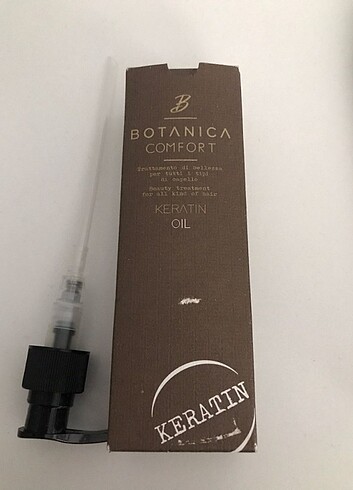 B
BOTANICA
COMFORT
Trattamento di bellezza
per tutti i tipi
di capelli
Beauty treatment
for all kind of hair
KERATIN
OIL
KERATIN